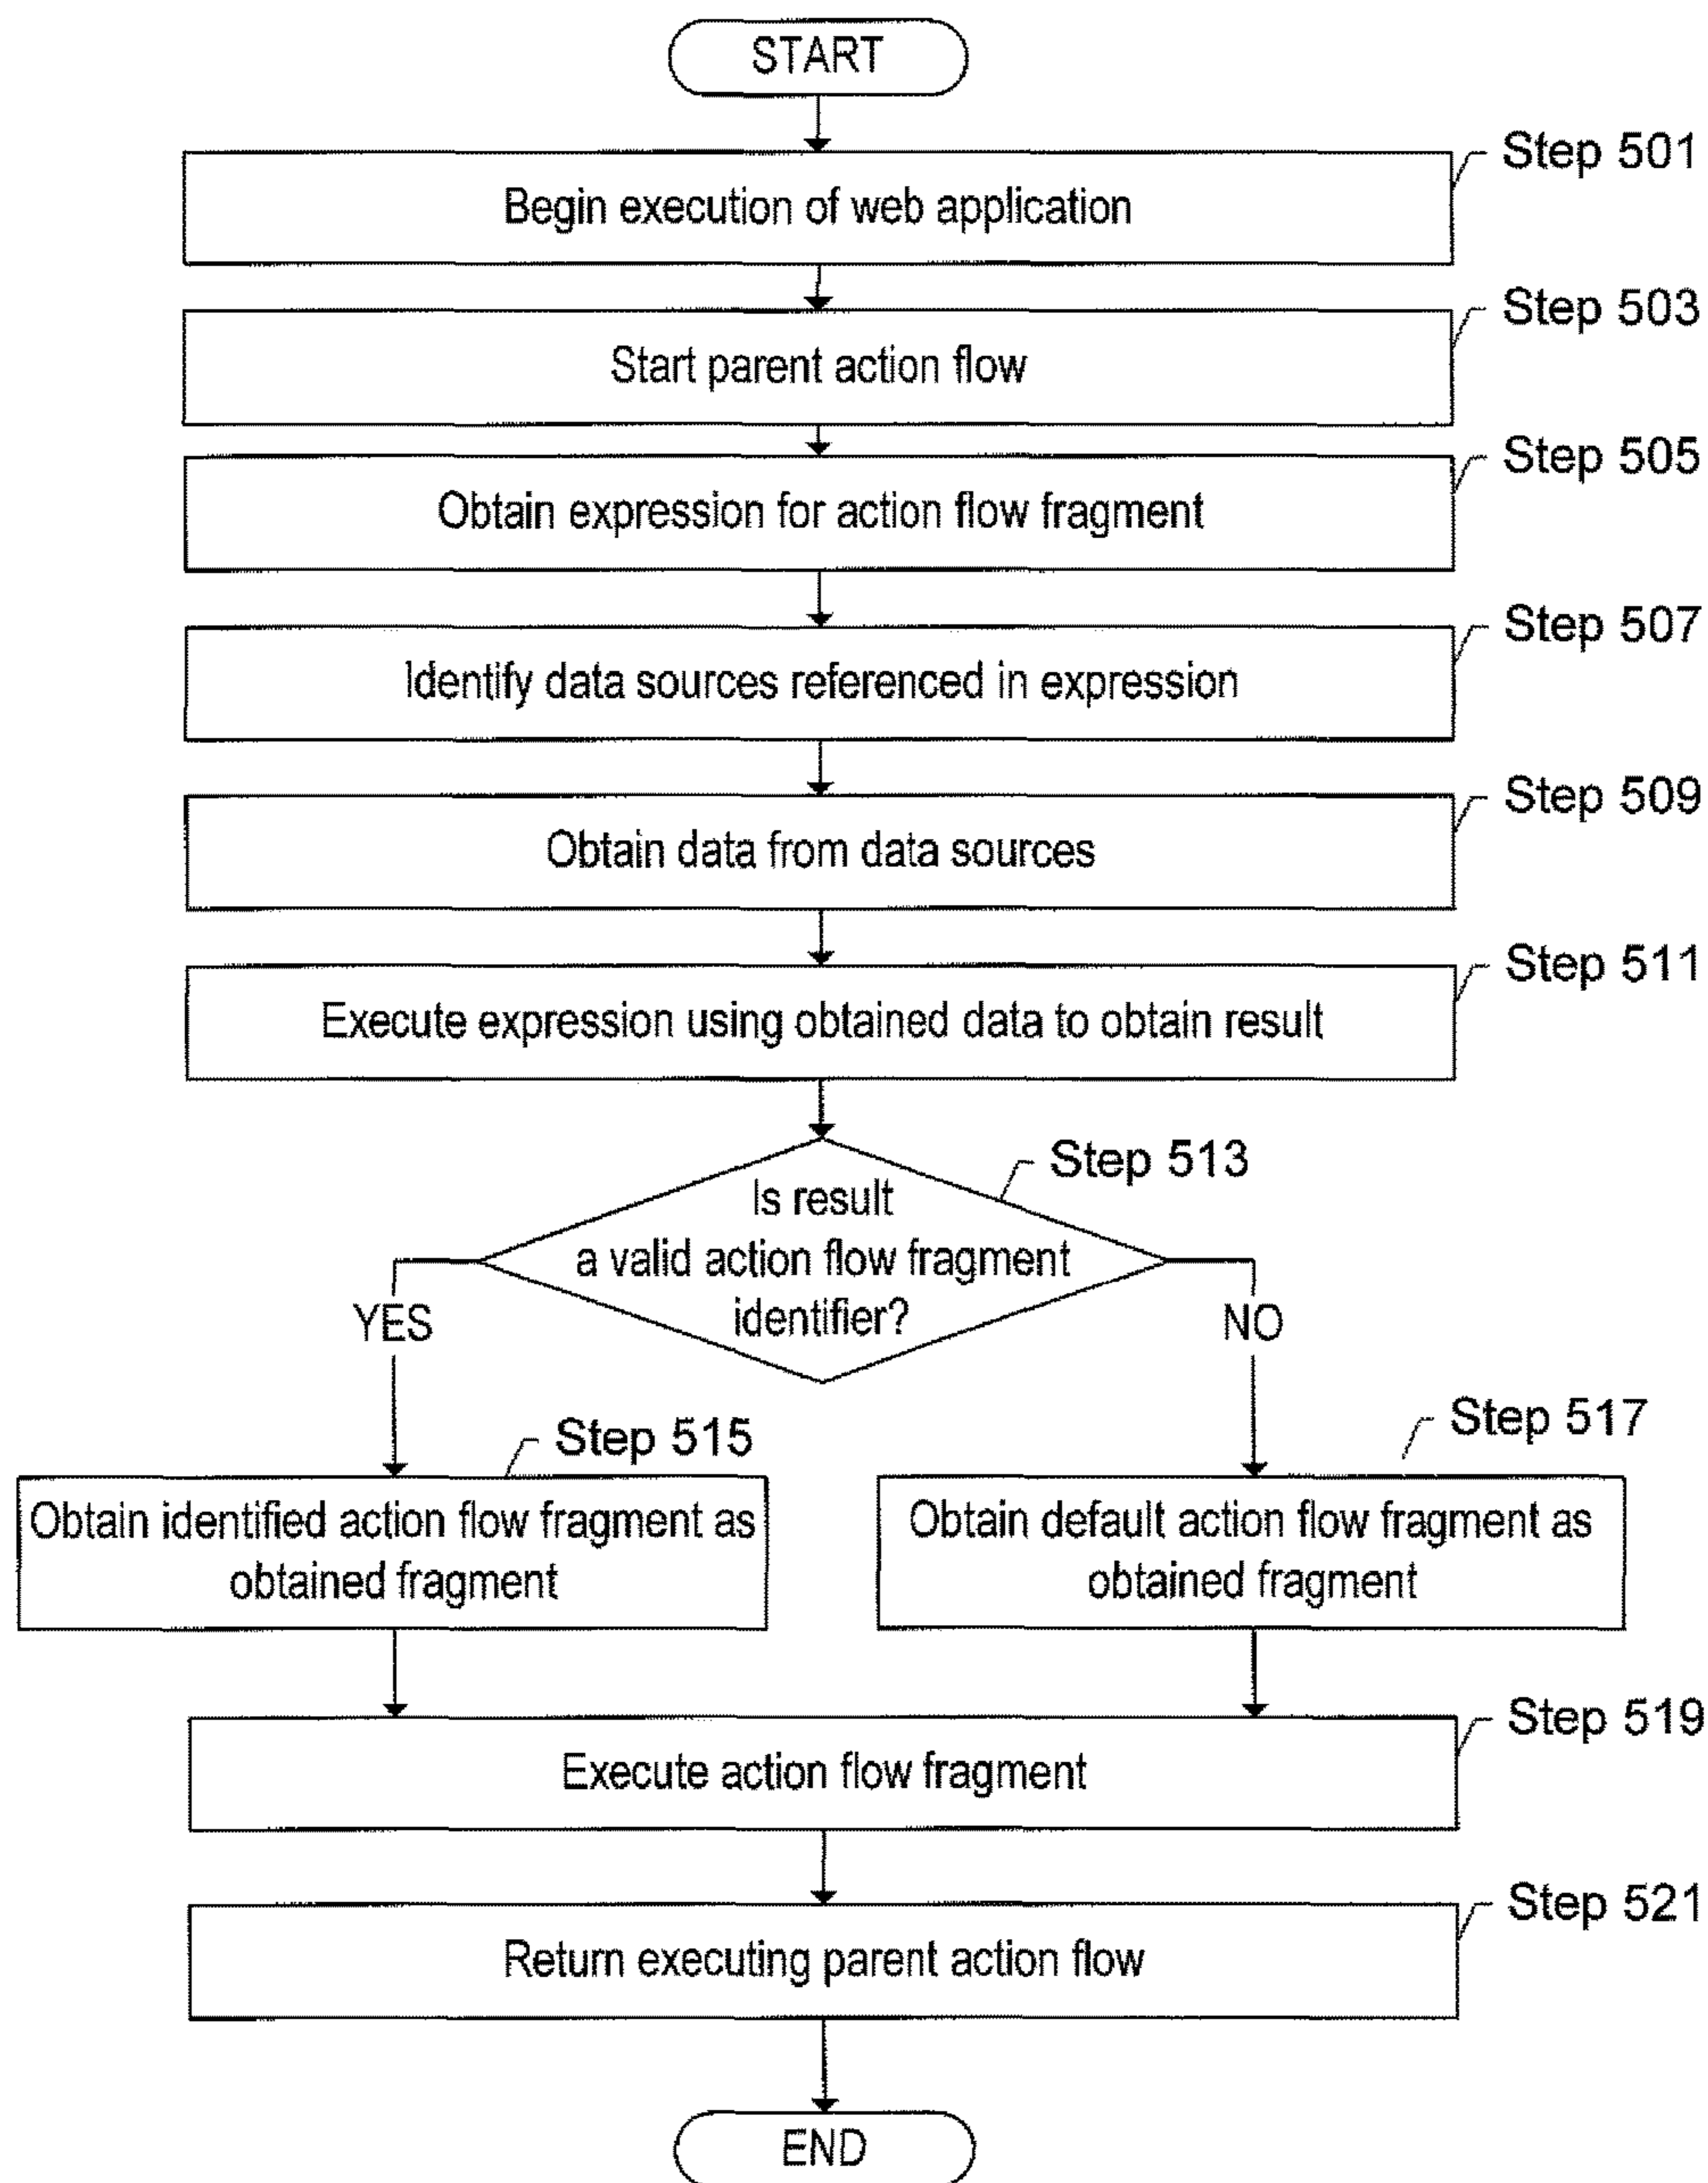 START
Step 501
Begin execution of web application
Step 503
Start parent action flow
Step 505
Obtain expression for action flow fragment
Step 507
Identify data sources referenced in expression
Step 509
Obtain data from data sources
Step 511
Execute expression using obtained data to obtain result
Step 513
Is result
a valid action flow fragment
identifier?
YES
NO
Step 515
Step 517
Obtain identified action flow fragment as
obtained fragment
Obtain default action flow fragment as
obtained fragment
Step 519
Execute action flow fragment
Step 521
Return executing parent action flow
END